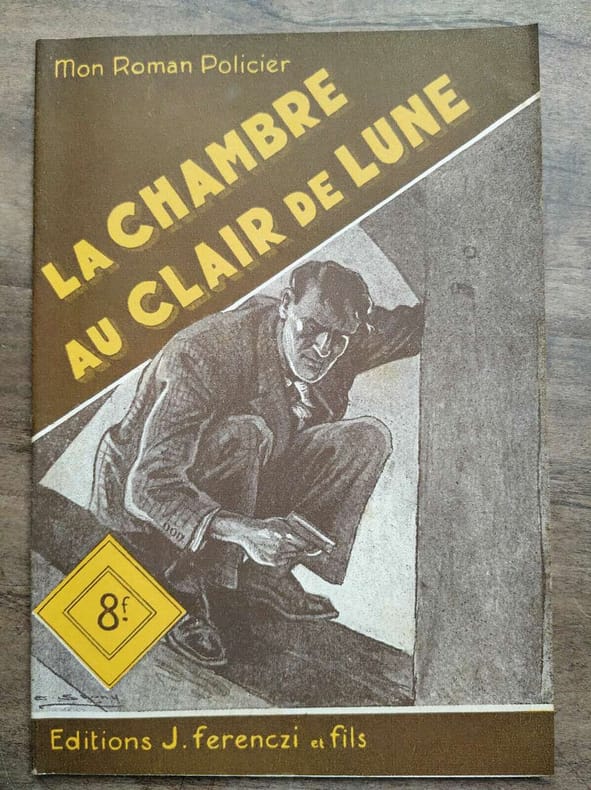 Mon Roman Policier
LA CHAMBRE
AU CLAIR DE LUNE
8f.
Editions J. ferenczi et fils